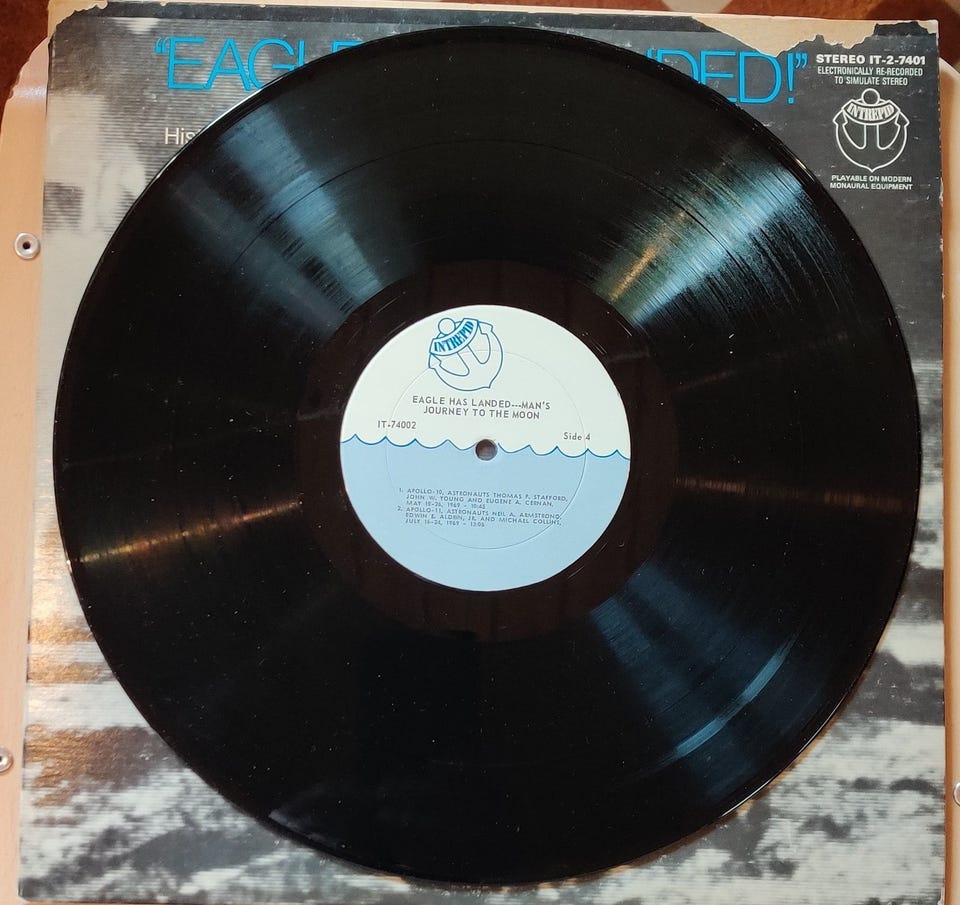 "EAGL DED!"
STEREO IT-2-7401
ELECTRONICALLY RE-RECORDED
TO SIMULATE STEREO
INTREPID
PLAYABLE ON MODERN
MONAURAL EQUIPMENT
His
INTREPID
EAGLE HAS LANDED---MAN'S
JOURNEY TO THE MOON
IT-74002
Side 4
1. APOLLO-10, ASTRONAUTS THOMAS P. STAFFORD,
JOHN W. YOUNG AND EUGENE A. CERNAN,
MAY 18-26, 1969 - 10:45
2. APOLLO-11, ASTRONAUTS NEIL A. ARMSTRONG,
EDWIN E. ALDRIN, JR. AND MICHAEL COLLINS,
JULY 16-24, 1969 - 13:05